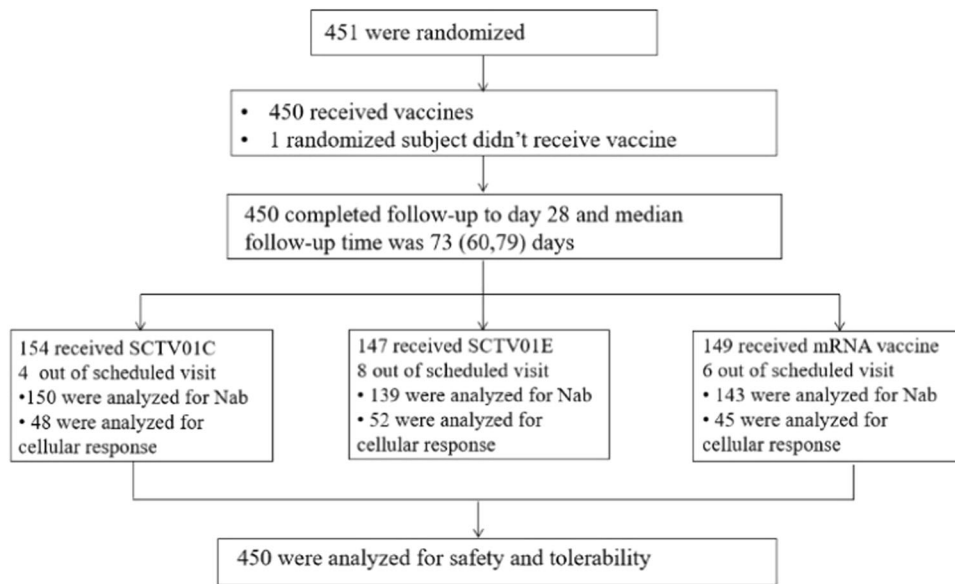 451 were randomized
• 450 received vaccines
• 1 randomized subject didn’t receive vaccine
450 completed follow-up to day 28 and median
follow-up time was 73 (60,79) days
154 received SCTV01C
4 out of scheduled visit
•150 were analyzed for Nab
• 48 were analyzed for
cellular response
147 received SCTV01E
8 out of scheduled visit
• 139 were analyzed for Nab
• 52 were analyzed for
cellular response
149 received mRNA vaccine
6 out of scheduled visit
• 143 were analyzed for Nab
• 45 were analyzed for
cellular response
450 were analyzed for safety and tolerability